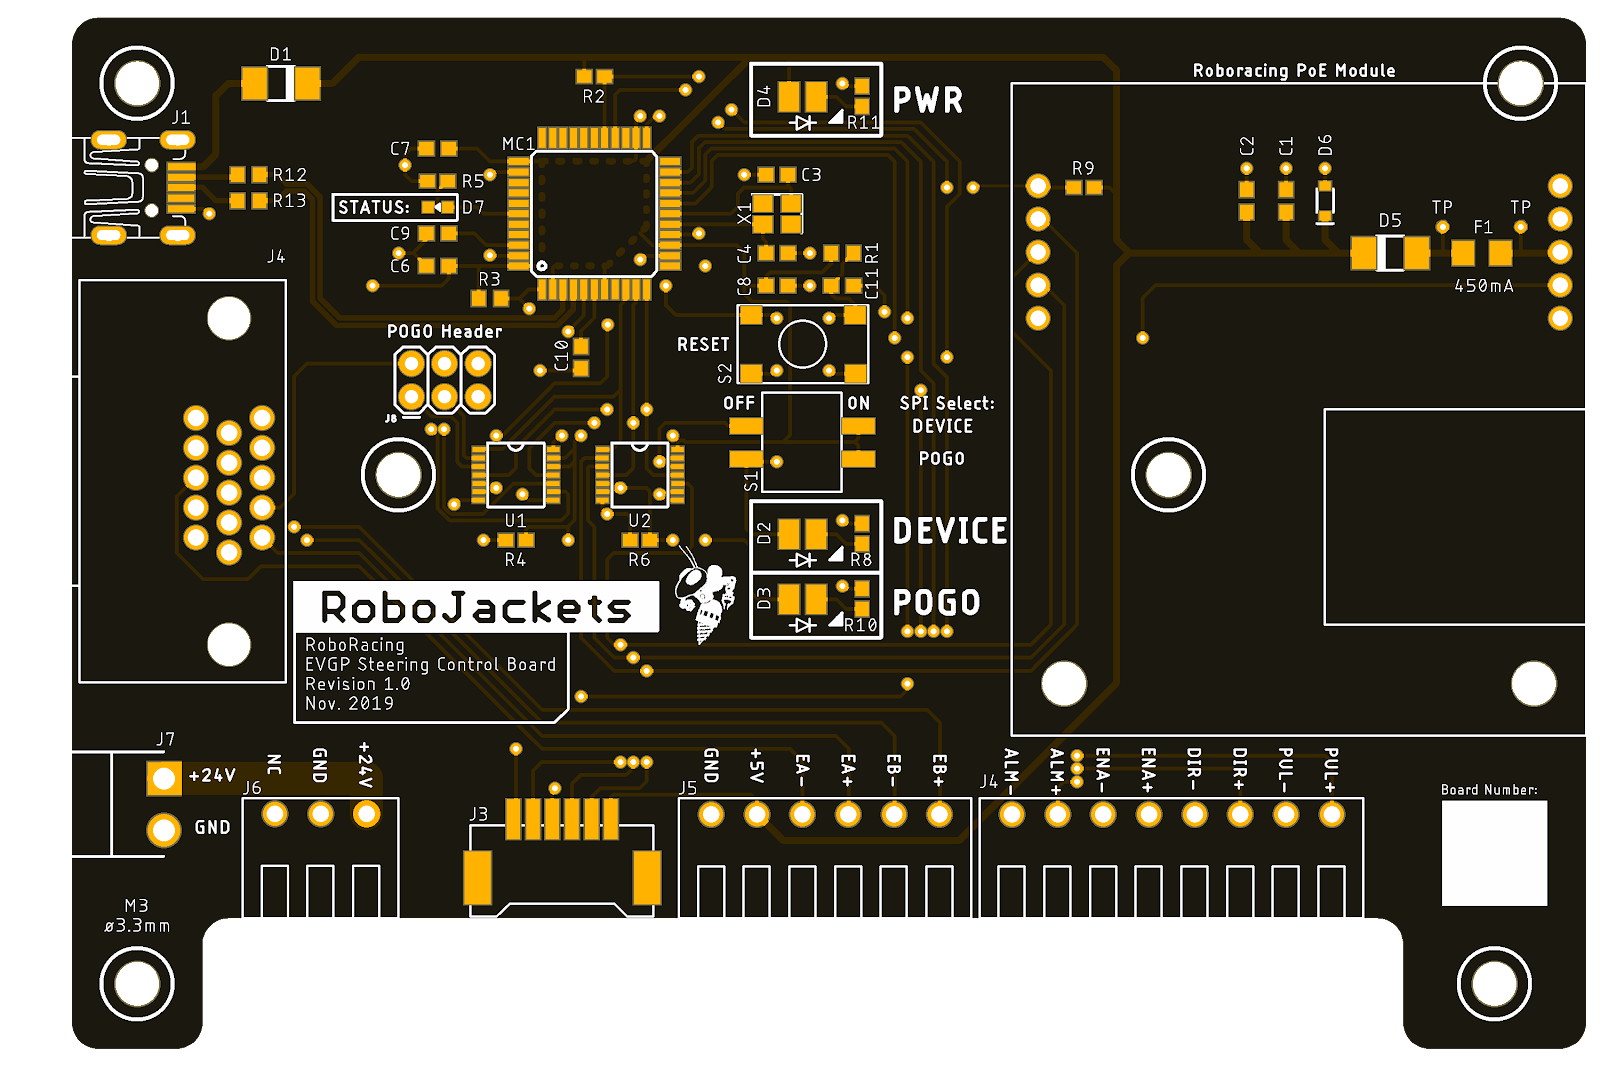 D1
J1
R12
R13
J4
C7
R5
STATUS:
D7
C9
C6
R3
MC1
R2
D4
R11
PWR
C3
X1
C4
R1
C8
C11
RESET
S2
POGO Header
J8
C10
OFF
ON
SPI Select:
DEVICE
POGO
S1
U1
U2
R4
R6
D2
R8
DEVICE
D3
R10
POGO
Roboracing PoE Module
R9
C2
C1
D6
D5
TP
F1
TP
450mA
RoboJackets
RoboRacing
EVGP Steering Control Board
Revision 1.0
Nov. 2019
J7
+24V
GND
J6
NC
GND
+24V
J3
J5
GND
+5V
EA-
EA+
EB-
EB+
J4
ALM-
ALM+
ENA-
ENA+
DIR-
DIR+
PUL-
PUL+
Board Number:
M3
ø3.3mm